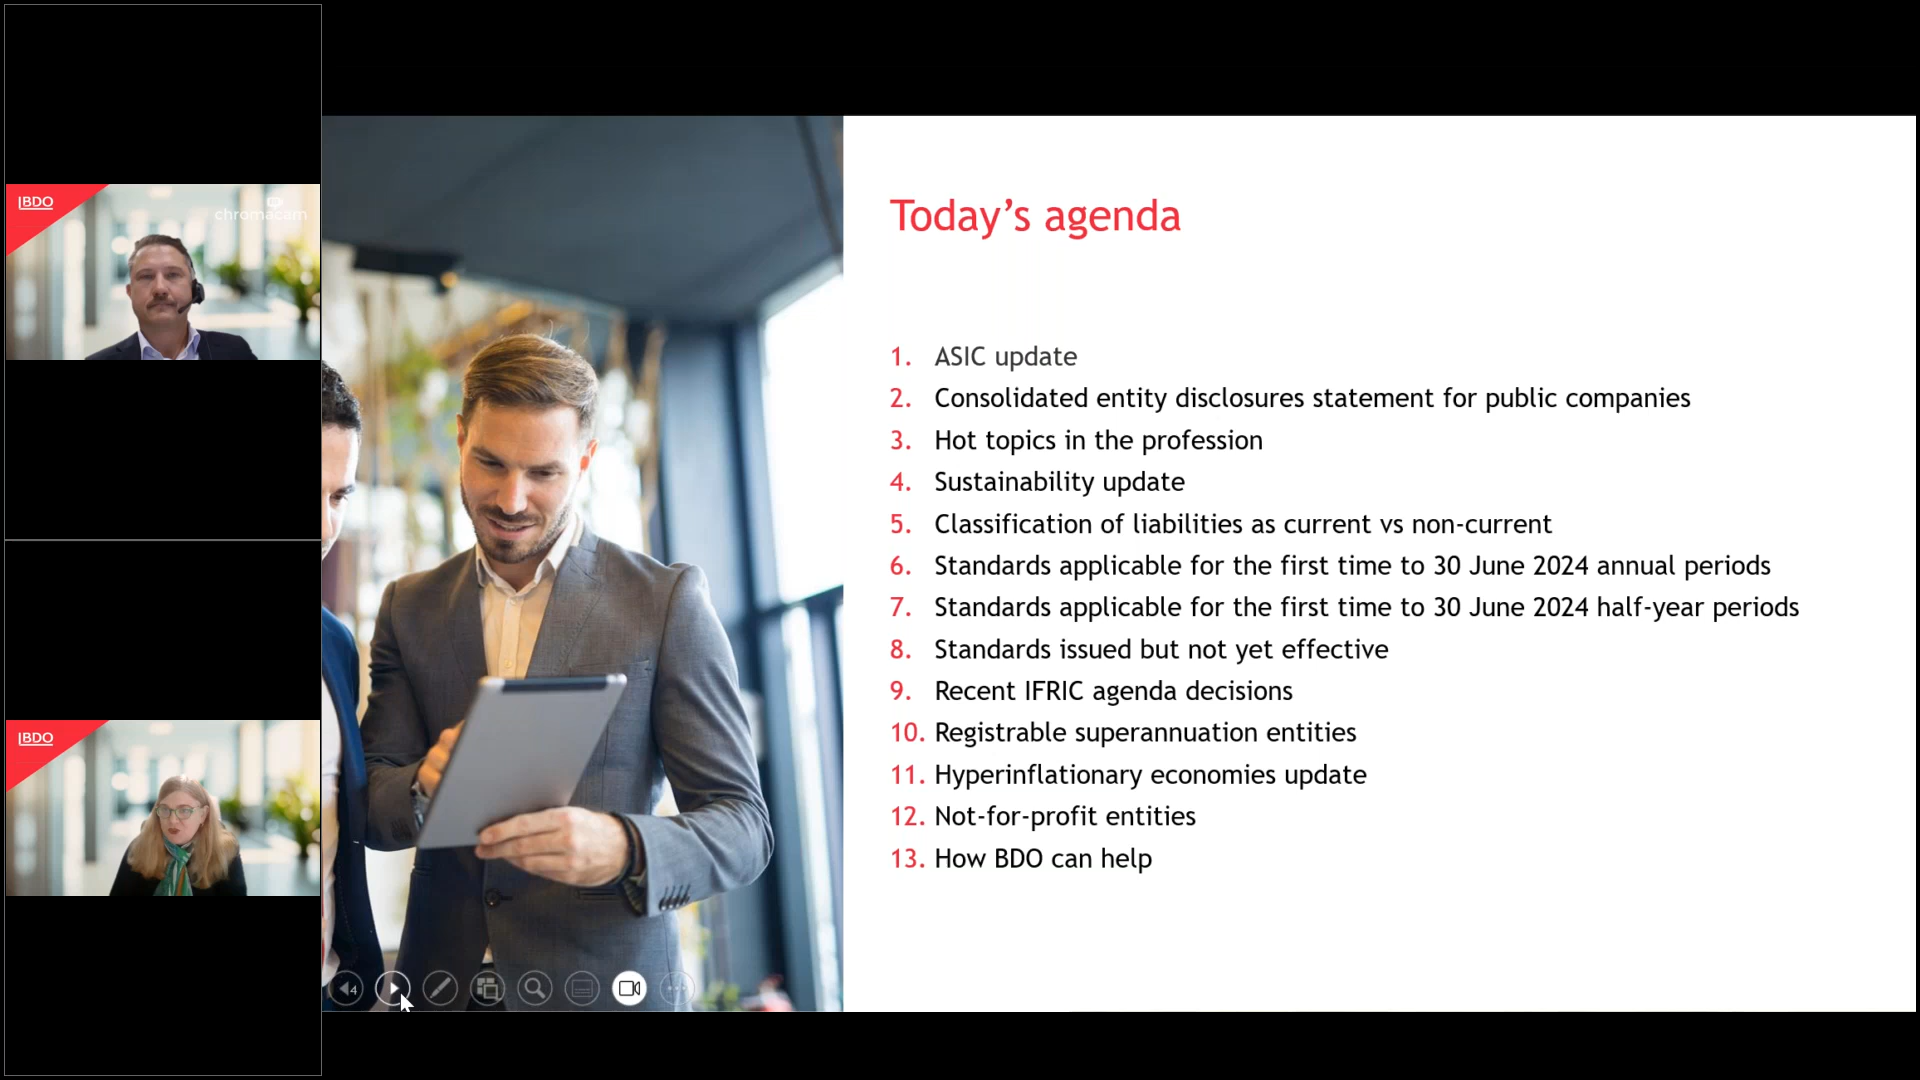 BDO
chromacam
BDO
Today’s agenda
1. ASIC update
2. Consolidated entity disclosures statement for public companies
3. Hot topics in the profession
4. Sustainability update
5. Classification of liabilities as current vs non-current
6. Standards applicable for the first time to 30 June 2024 annual periods
7. Standards applicable for the first time to 30 June 2024 half-year periods
8. Standards issued but not yet effective
9. Recent IFRIC agenda decisions
10. Registrable superannuation entities
11. Hyperinflationary economies update
12. Not-for-profit entities
13. How BDO can help
4